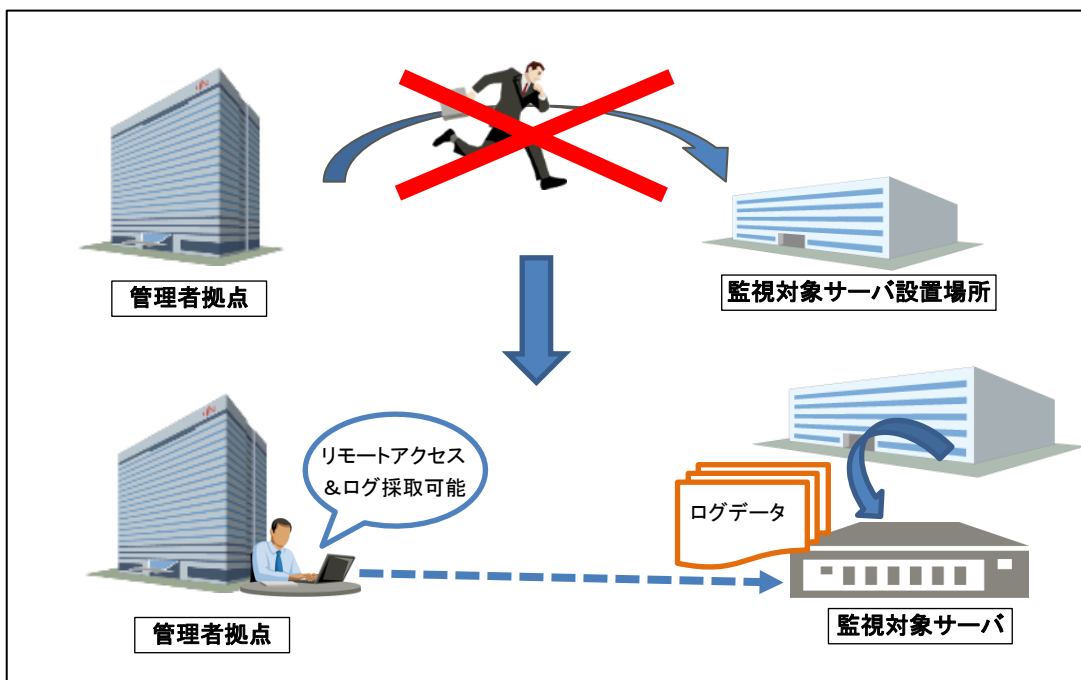 管理者拠点
監視対象サーバ設置場所
リモートアクセス
&ログ採取可能
ログデータ
管理者拠点
監視対象サーバ